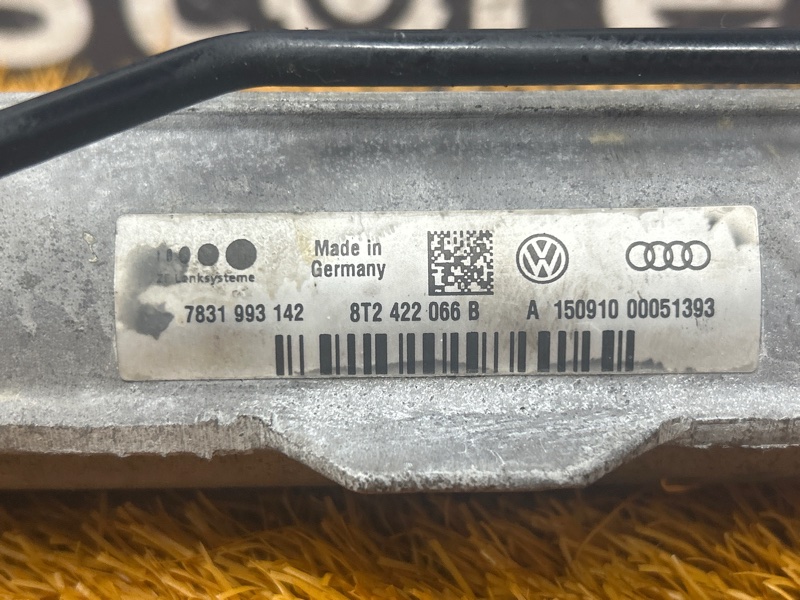 ZF Lenksysteme
Made in
Germany
7831 993 142 8T2 422 066 B A 150910 00051393